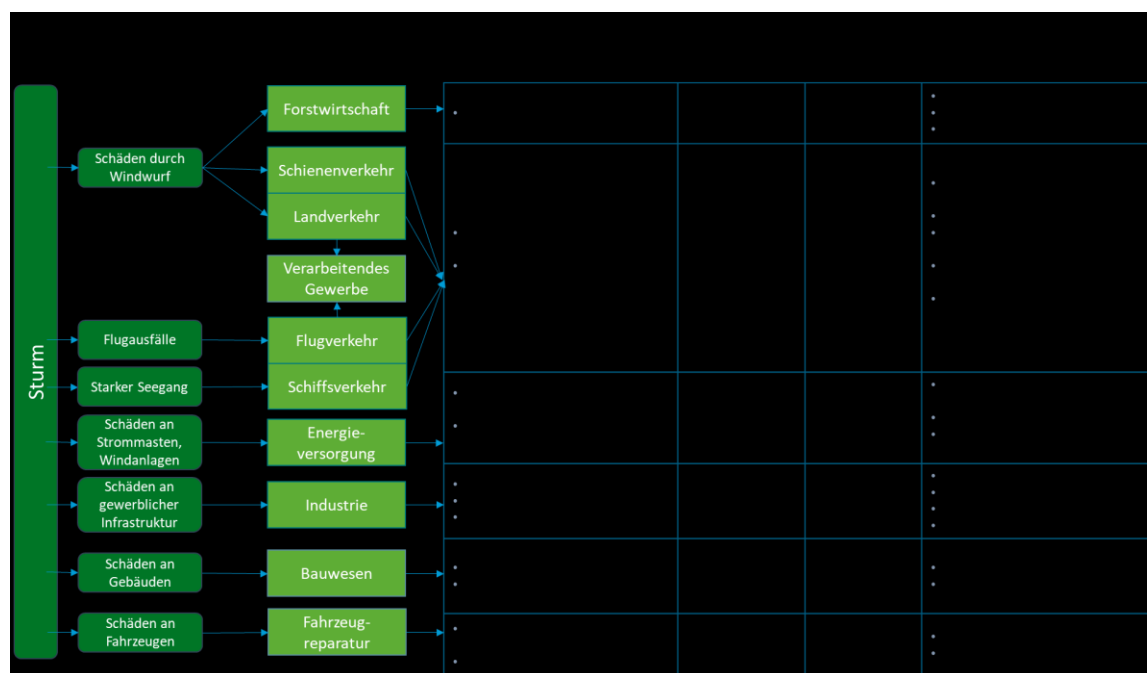 Sturm
Schäden durch
Windwurf
Flugausfälle
Starker Seegang
Schäden an
Strommasten,
Windanlagen
Schäden an
gewerblicher
Infrastruktur
Schäden an
Gebäuden
Schäden an
Fahrzeugen
Forstwirtschaft
Schienenverkehr
Landverkehr
Verarbeitendes
Gewerbe
Flugverkehr
Schiffsverkehr
Energie-
versorgung
Industrie
Bauwesen
Fahrzeug-
reparatur